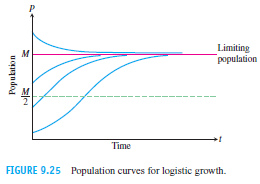 P
Limiting
population
M
Population
M
2
t
Time
FIGURE 9.25 Population curves for logistic growth.